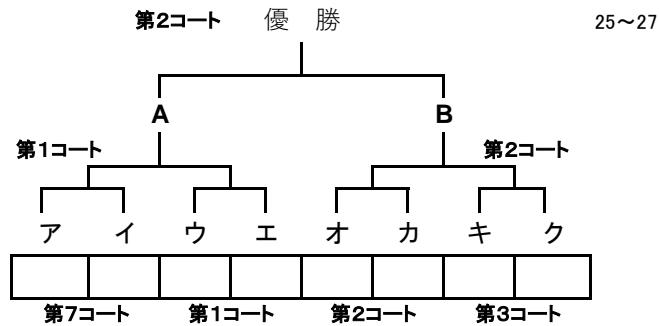 第2コート 優 勝 25～27
A B
第1コート 第2コート
ア イ ウ エ オ カ キ ク
第7コート 第1コート 第2コート 第3コート